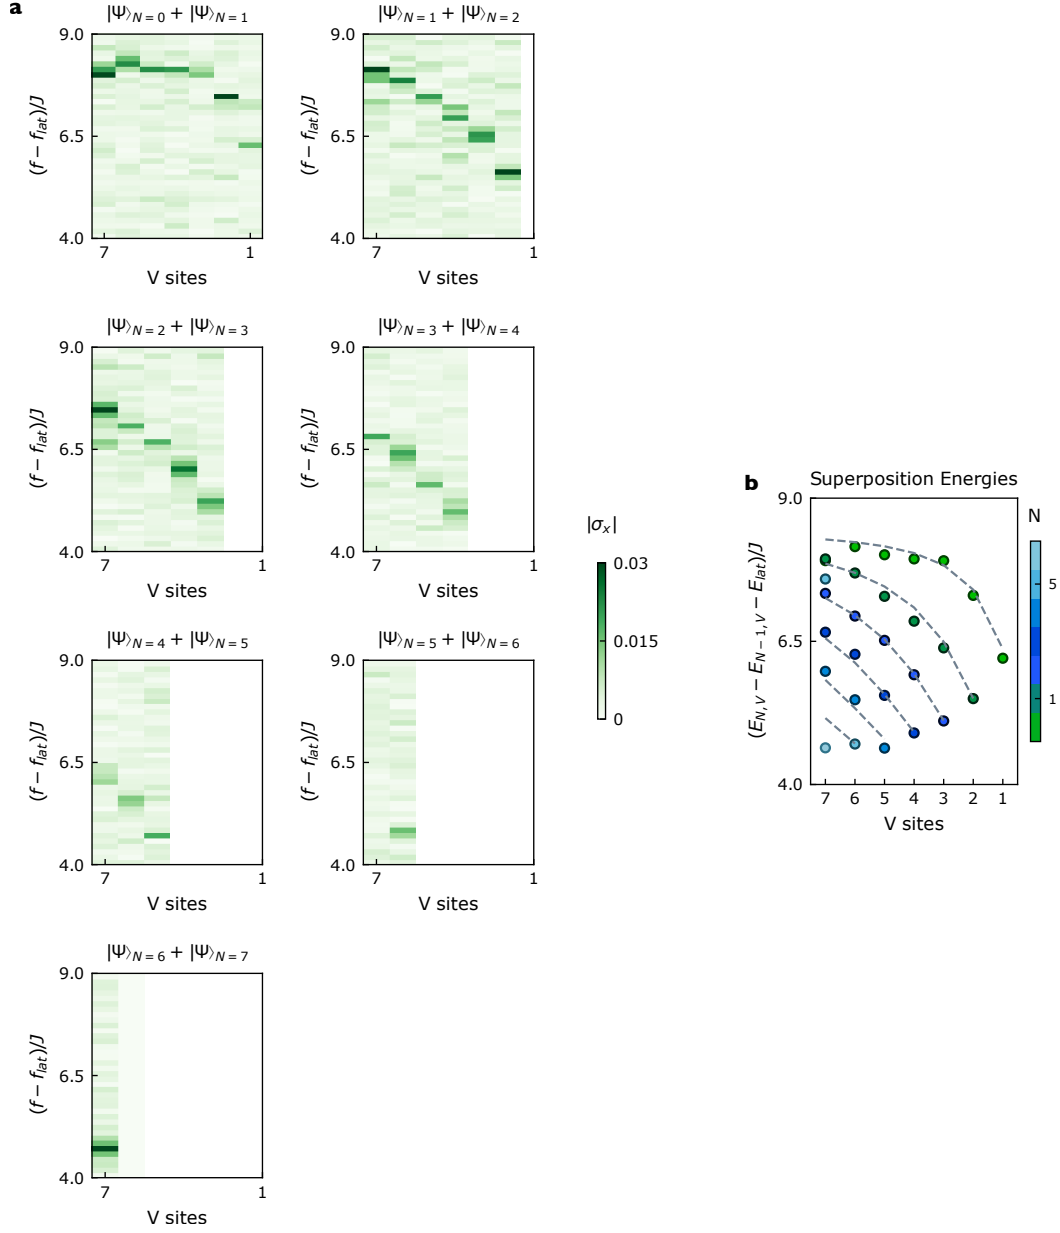 a
|Ψ⟩N=0 + |Ψ⟩N=1
9.0
6.5
4.0
(f − flat)/J
7
1
V sites
|Ψ⟩N=1 + |Ψ⟩N=2
9.0
6.5
4.0
(f − flat)/J
7
1
V sites
|Ψ⟩N=2 + |Ψ⟩N=3
9.0
6.5
4.0
(f − flat)/J
7
1
V sites
|Ψ⟩N=3 + |Ψ⟩N=4
9.0
6.5
4.0
(f − flat)/J
7
1
V sites
|Ψ⟩N=4 + |Ψ⟩N=5
9.0
6.5
4.0
(f − flat)/J
7
1
V sites
|Ψ⟩N=5 + |Ψ⟩N=6
9.0
6.5
4.0
(f − flat)/J
7
1
V sites
|Ψ⟩N=6 + |Ψ⟩N=7
9.0
6.5
4.0
(f − flat)/J
7
1
V sites
|σx|
0.03
0.015
0
b
Superposition Energies
9.0
6.5
4.0
(EN,V − EN−1,V − Elat)/J
7 6 5 4 3 2 1
V sites
N
5
1